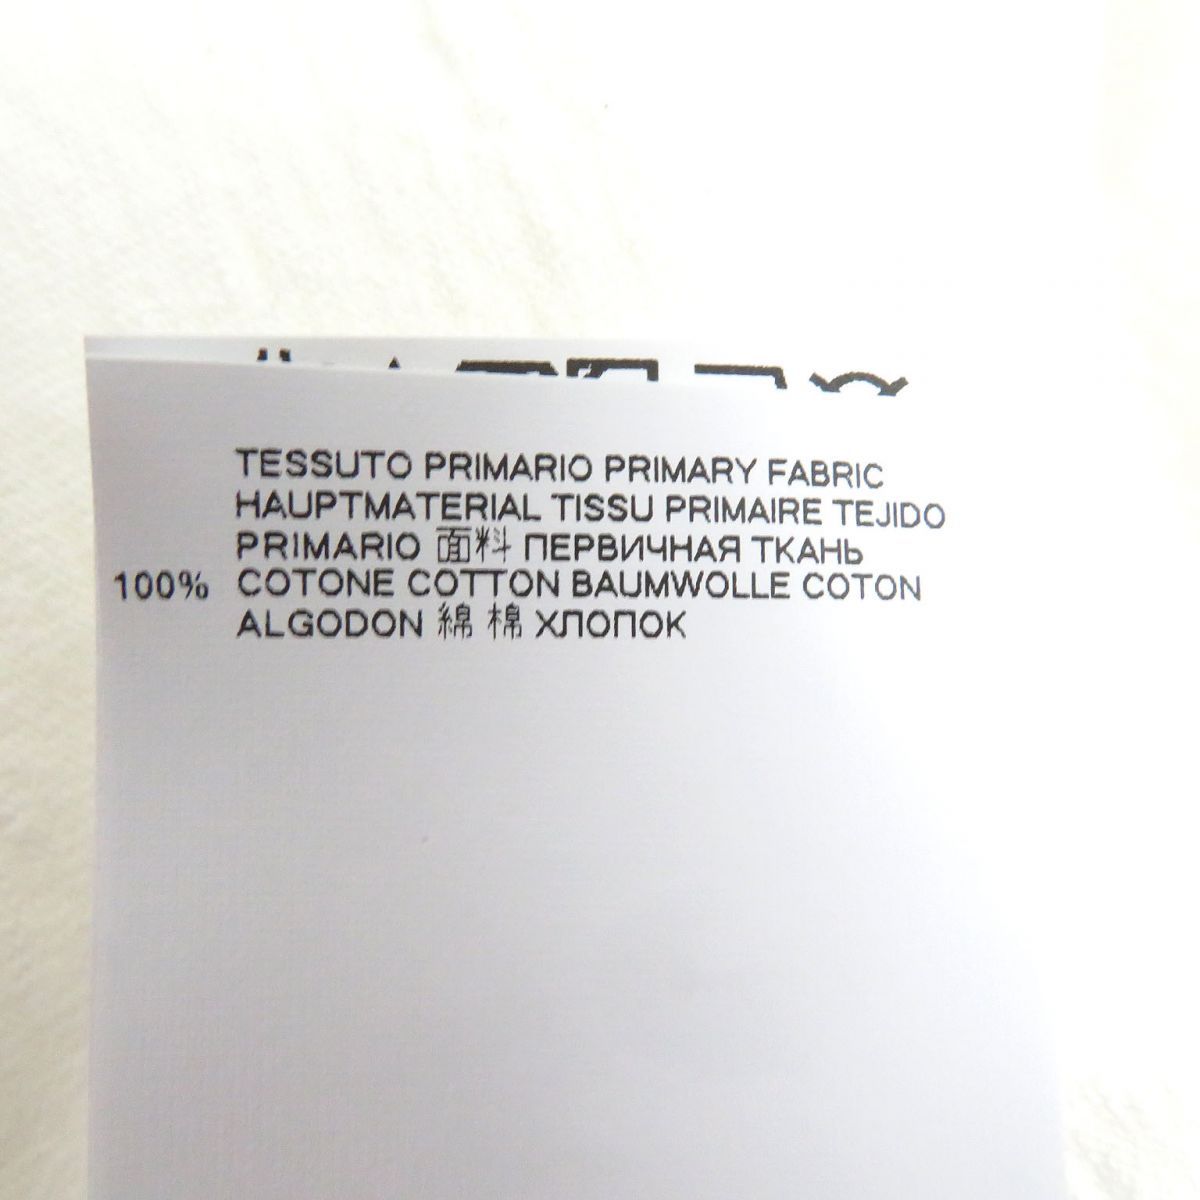 TESSUTO PRIMARIO PRIMARY FABRIC
HAUPTMATERIAL TISSU PRIMAIRE TEJIDO
PRIMARIO 面料 ПЕРВИЧНАЯ ТКАНЬ
100% COTONE COTTON BAUMWOLLE COTON
ALGODON 綿 棉 ХЛОПОК